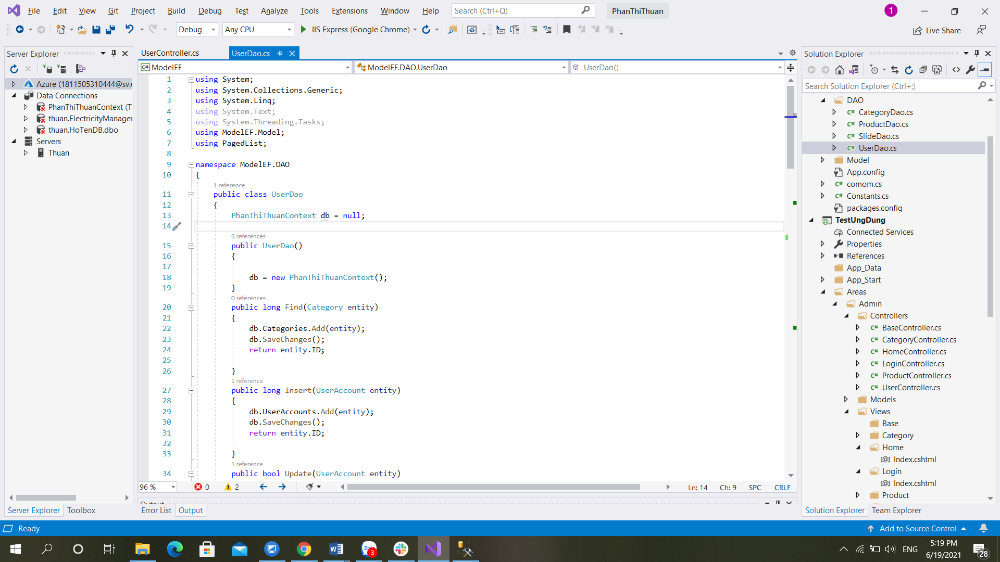 File Edit View Git Project Build Debug Test Analyze Tools Extensions Window Help Search (Ctrl+Q) PhanThiThuan 1
Debug Any CPU IIS Express (Google Chrome) Live Share
Server Explorer
Azure (1811505310444@sv.u
Data Connections
PhanThiThuanContext (T
thuan.ElectricityManager
thuan.HoTenDB.dbo
Servers
Thuan
UserController.cs UserDao.cs
ModelEF ModelEF.DAO.UserDao UserDao()
1 using System;
2 using System.Collections.Generic;
3 using System.Linq;
4 using System.Text;
5 using System.Threading.Tasks;
6 using ModelEF.Model;
7 using PagedList;
8
9 namespace ModelEF.DAO
10 {
1 reference
11 public class UserDao
12 {
13 PhanThiThuanContext db = null;
14
6 references
15 public UserDao()
16 {
17
18 db = new PhanThiThuanContext();
19 }
0 references
20 public long Find(Category entity)
21 {
22 db.Categories.Add(entity);
23 db.SaveChanges();
24 return entity.ID;
25
26 }
1 reference
27 public long Insert(UserAccount entity)
28 {
29 db.UserAccounts.Add(entity);
30 db.SaveChanges();
31 return entity.ID;
32
33 }
1 reference
34 public bool Update(UserAccount entity)
96 % 0 2 Ln: 14 Ch: 9 SPC CRLF
Output
Error List Output
Server Explorer Toolbox
Solution Explorer
Search Solution Explorer (Ctrl+;)
DAO
C# CategoryDao.cs
C# ProductDao.cs
C# SlideDao.cs
C# UserDao.cs
Model
App.config
C# comom.cs
C# Constants.cs
packages.config
TestUngDung
Connected Services
Properties
References
App_Data
App_Start
Areas
Admin
Controllers
C# BaseController.cs
C# CategoryController.cs
C# HomeController.cs
C# LoginController.cs
C# ProductController.cs
C# UserController.cs
Models
Views
Base
Category
Home
[@] Index.cshtml
Login
[@] Index.cshtml
Product
Solution Explorer Team Explorer
Ready Add to Source Control
3 ENG 5:19 PM
6/19/2021 28